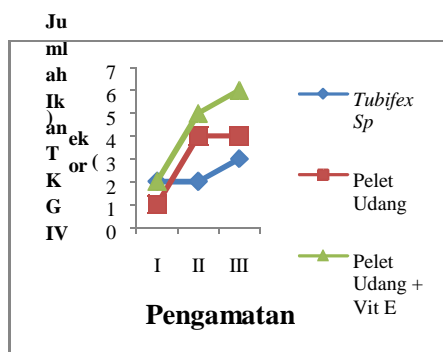 Ju
ml
ah
Ik)
an ek
T or (
K
G
IV
7
6
5
4
3
2
1
0
I II III
Pengamatan
Tubifex
Sp
Pelet
Udang
Pelet
Udang +
Vit E